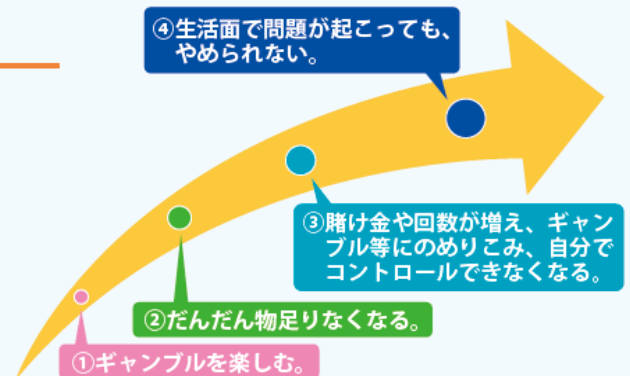 ④生活面で問題が起こっても、
やめられない。
③賭け金や回数が増え、ギャン
ブル等にのめりこみ、自分で
コントロールできなくなる。
②だんだん物足りなくなる。
①ギャンブルを楽しむ。